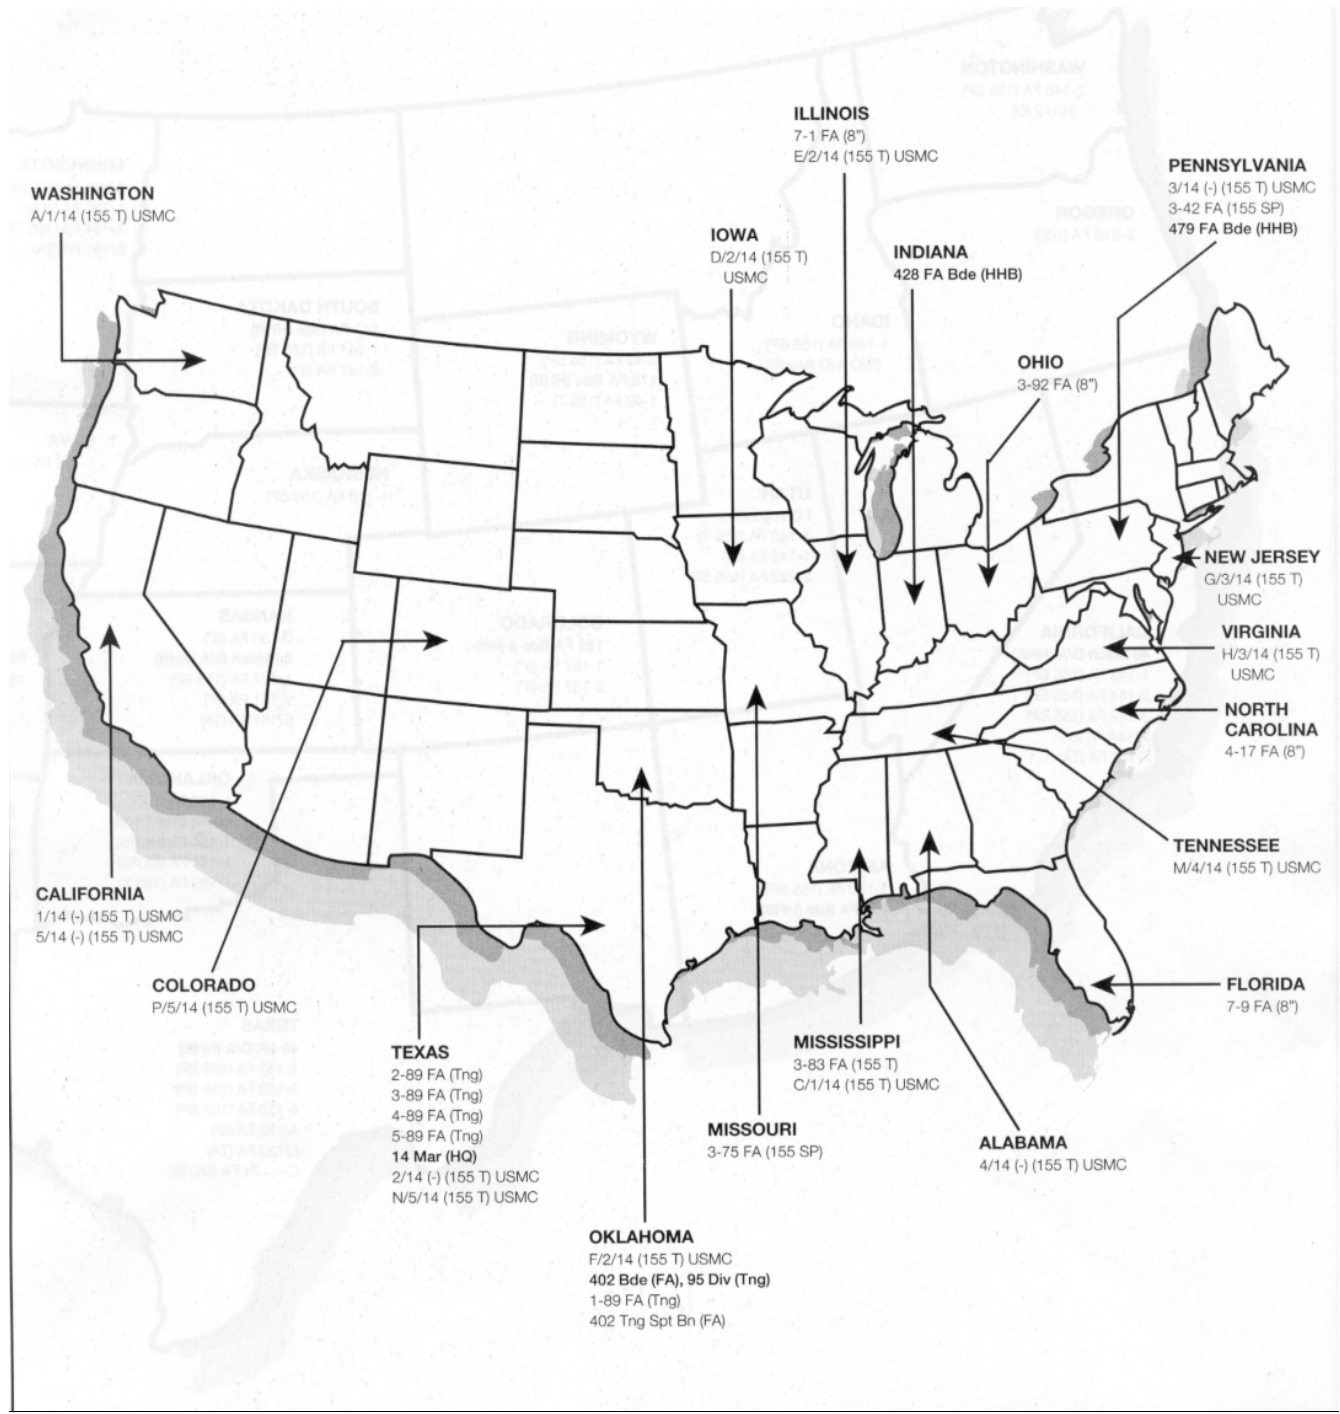 ILLINOIS
7-1 FA (8")
E/2/14 (155 T) USMC
PENNSYLVANIA
3/14 (-) (155 T) USMC
3-42 FA (155 SP)
479 FA Bde (HHB)
WASHINGTON
A/1/14 (155 T) USMC
IOWA
D/2/14 (155 T)
USMC
INDIANA
428 FA Bde (HHB)
OHIO
3-92 FA (8")
NEW JERSEY
G/3/14 (155 T)
USMC
VIRGINIA
H/3/14 (155 T)
USMC
NORTH
CAROLINA
4-17 FA (8")
TENNESSEE
M/4/14 (155 T) USMC
CALIFORNIA
1/14 (-) (155 T) USMC
5/14 (-) (155 T) USMC
COLORADO
P/5/14 (155 T) USMC
FLORIDA
7-9 FA (8")
TEXAS
2-89 FA (Tng)
3-89 FA (Tng)
4-89 FA (Tng)
5-89 FA (Tng)
14 Mar (HQ)
2/14 (-) (155 T) USMC
N/5/14 (155 T) USMC
MISSISSIPPI
3-83 FA (155 T)
C/1/14 (155 T) USMC
MISSOURI
3-75 FA (155 SP)
ALABAMA
4/14 (-) (155 T) USMC
OKLAHOMA
F/2/14 (155 T) USMC
402 Bde (FA), 95 Div (Tng)
1-89 FA (Tng)
402 Tng Spt Bn (FA)